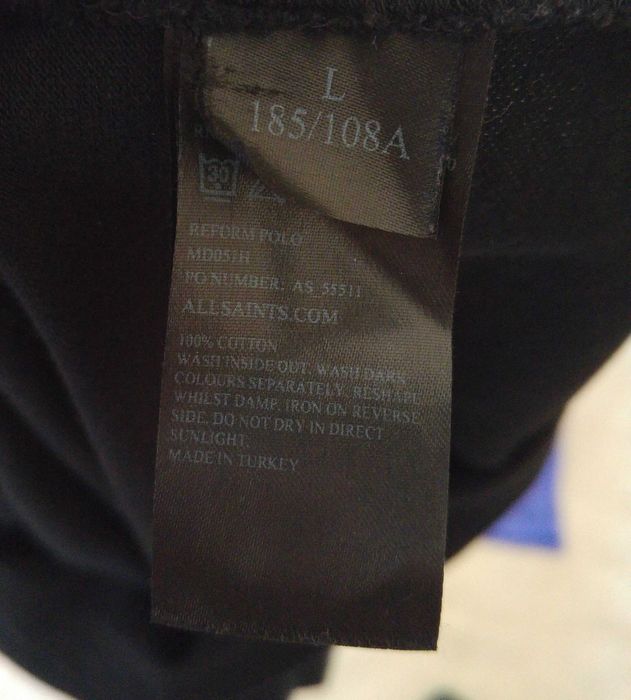 L
185/108A
30
REFORM POLO
MD051H
PO NUMBER: AS_55511
ALLSAINTS.COM
100% COTTON
WASH INSIDE OUT, WASH DARK
COLOURS SEPARATELY, RESHAPE
WHILST DAMP, IRON ON REVERSE
SIDE, DO NOT DRY IN DIRECT
SUNLIGHT,
MADE IN TURKEY